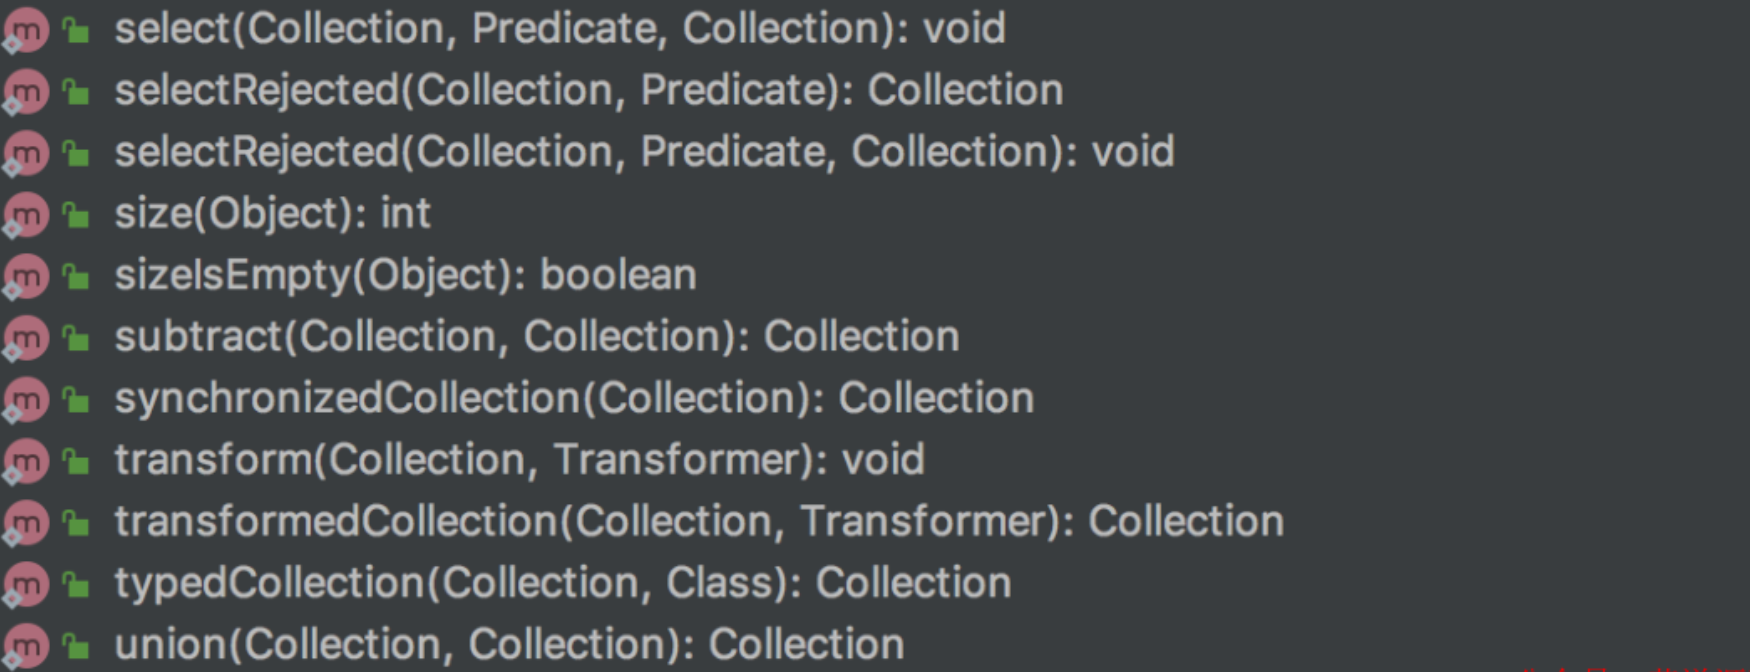 select(Collection, Predicate, Collection): void
selectRejected(Collection, Predicate): Collection
selectRejected(Collection, Predicate, Collection): void
size(Object): int
sizeIsEmpty(Object): boolean
subtract(Collection, Collection): Collection
synchronizedCollection(Collection): Collection
transform(Collection, Transformer): void
transformedCollection(Collection, Transformer): Collection
typedCollection(Collection, Class): Collection
union(Collection, Collection): Collection